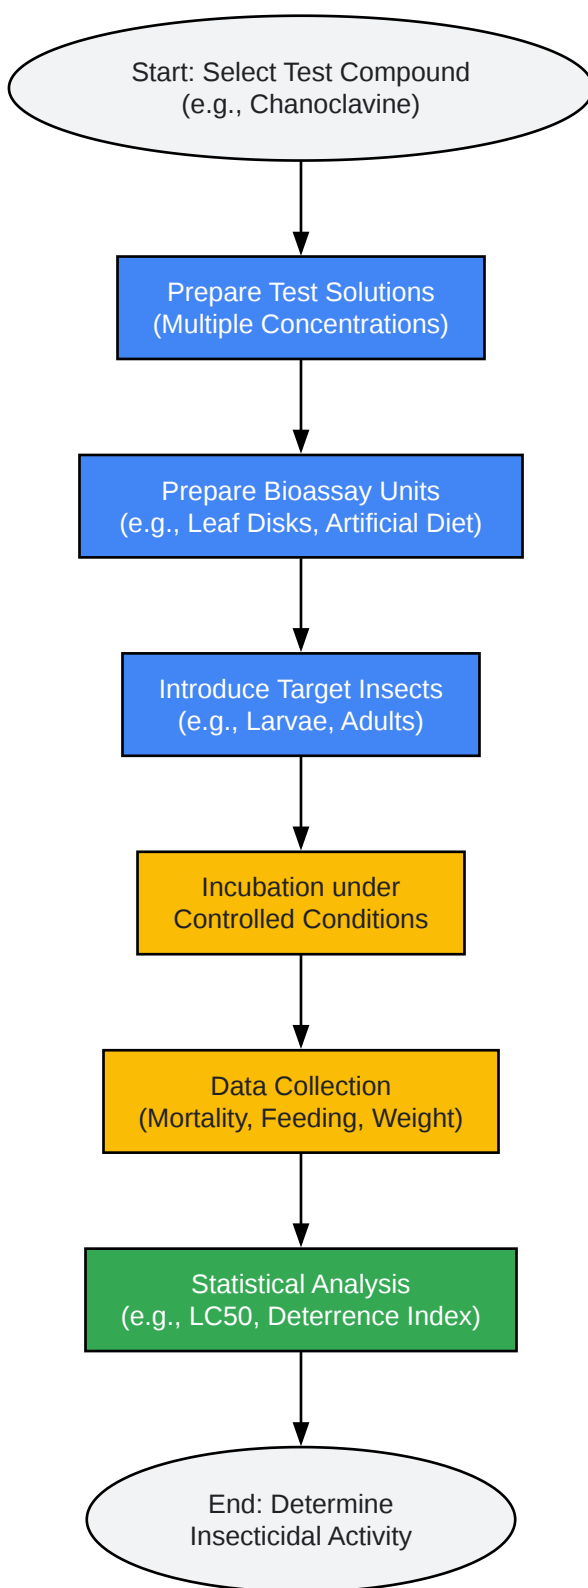 Start: Select Test Compound
(e.g., Chanoclavine)
Prepare Test Solutions
(Multiple Concentrations)
Prepare Bioassay Units
(e.g., Leaf Disks, Artificial Diet)
Introduce Target Insects
(e.g., Larvae, Adults)
Incubation under
Controlled Conditions
Data Collection
(Mortality, Feeding, Weight)
Statistical Analysis
(e.g., LC50, Deterrence Index)
End: Determine
Insecticidal Activity